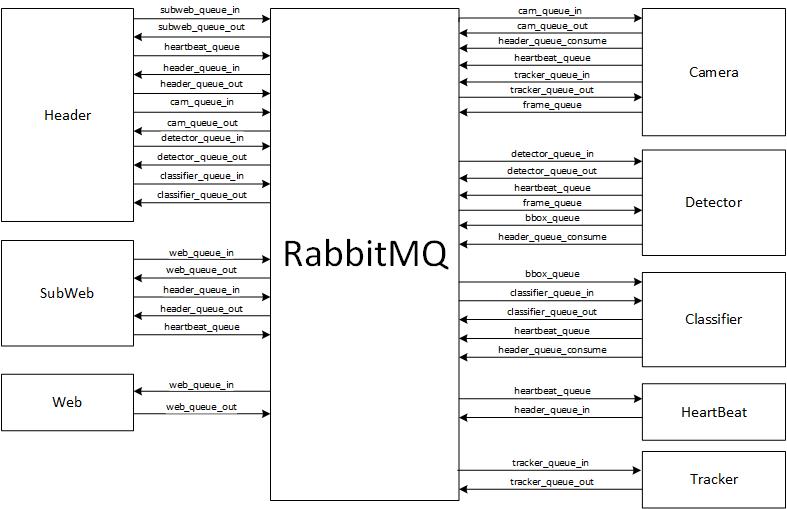 Header
subweb_queue_in
subweb_queue_out
heartbeat_queue
header_queue_in
header_queue_out
cam_queue_in
cam_queue_out
detector_queue_in
detector_queue_out
classifier_queue_in
classifier_queue_out
SubWeb
web_queue_in
web_queue_out
header_queue_in
header_queue_out
heartbeat_queue
Web
web_queue_in
web_queue_out
RabbitMQ
cam_queue_in
cam_queue_out
header_queue_consume
heartbeat_queue
tracker_queue_in
tracker_queue_out
frame_queue
Camera
detector_queue_in
detector_queue_out
heartbeat_queue
frame_queue
bbox_queue
header_queue_consume
Detector
bbox_queue
classifier_queue_in
classifier_queue_out
heartbeat_queue
header_queue_consume
Classifier
heartbeat_queue
header_queue_in
HeartBeat
tracker_queue_in
tracker_queue_out
Tracker